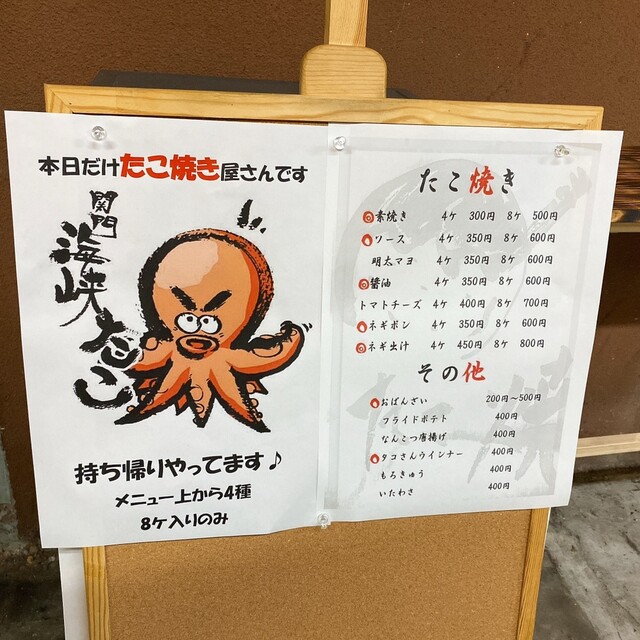 本日だけたこ焼き屋さんです
関門
海峡
たこ
持ち帰りやってます♪
メニュー上から4種
8ケ入りのみ
たこ焼き
素焼き 4ケ 300円 8ケ 500円
ソース 4ケ 350円 8ケ 600円
明太マヨ 4ケ 350円 8ケ 600円
醤油 4ケ 350円 8ケ 600円
トマトチーズ 4ケ 400円 8ケ 700円
ネギポン 4ケ 350円 8ケ 600円
ネギ出汁 4ケ 450円 8ケ 800円
その他
おばんざい 200円～500円
フライドポテト 400円
なんこつ唐揚げ 400円
タコさんウインナー 400円
もろきゅう 400円
いたわさ 400円